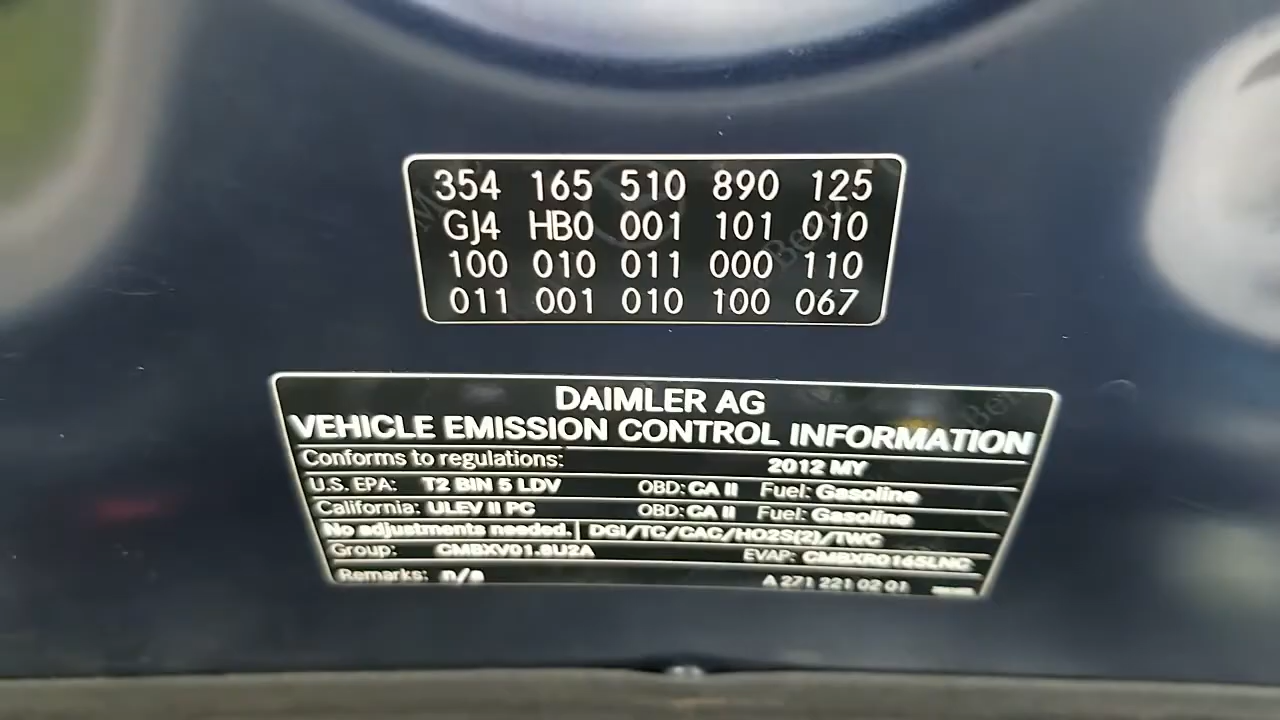 354 165 510 890 125
GJ4 HB0 001 101 010
100 010 011 000 110
011 001 010 100 067
DAIMLER AG
VEHICLE EMISSION CONTROL INFORMATION
Conforms to regulations: 2012 MY
U.S. EPA: T2 BIN 5 LDV OBD: CA II Fuel: Gasoline
California: ULEV II PC OBD: CA II Fuel: Gasoline
No adjustments needed. DGI/TC/CAC/HO2S(2)/TWC
Group: CMBXV01.8U2A EVAP: CMBXR0165LNC
Remarks: n/a A 271 221 02 01